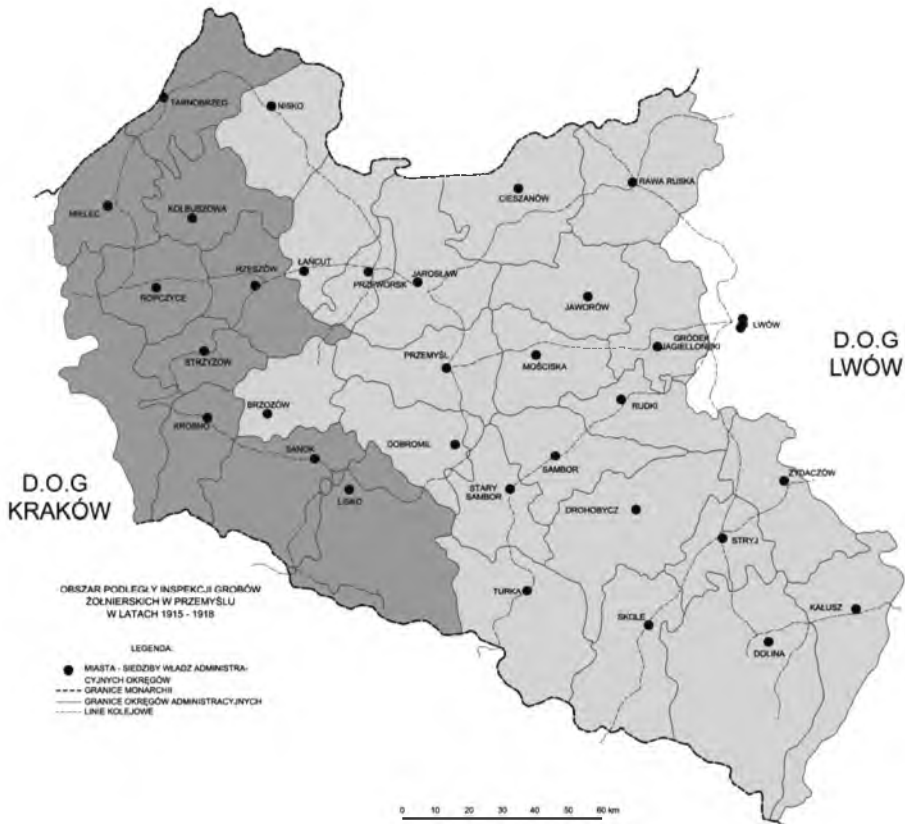 TARNOBRZEG
NISKO
RAWA RUSKA
CIESZANÓW
MIELEC
KOLBUSZOWA
ŁAŃCUT
RZESZÓW
PRZEWORSK
JAROSŁAW
ROPCZYCE
JAWORÓW
LWÓW
GRÓDEK
JAGIELLOŃSKI
D.O.G
LWÓW
STRZYŻÓW
PRZEMYŚL
MOŚCISKA
BRZOZÓW
RUDKI
KROSNO
DOBROMIL
SANOK
SAMBOR
ŻYDACZÓW
D.O.G
KRAKÓW
LISKO
STARY
SAMBOR
DROHOBYCZ
STRYJ
TURKA
SKOLE
KAŁUSZ
DOLINA
OBSZAR PODLEGŁY INSPEKCJI GROBÓW
ŻOŁNIERSKICH W PRZEMYŚLU
W LATACH 1915 - 1918
LEGENDA:
MIASTA - SIEDZIBY WŁADZ ADMINISTRA-
CYJNYCH OKRĘGÓW
GRANICE MONARCHII
GRANICE OKRĘGÓW ADMINISTRACYJNYCH
LINIE KOLEJOWE
0 10 20 30 40 50 60 km